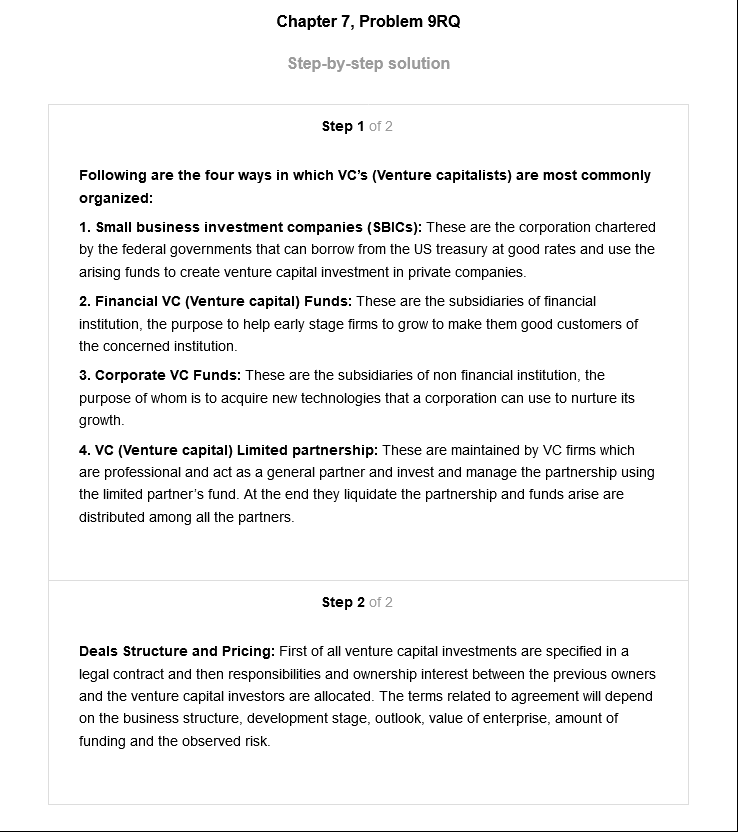 Chapter 7, Problem 9RQ
Step-by-step solution
Step 1 of 2
Following are the four ways in which VC's (Venture capitalists) are most commonly
organized:
1. Small business investment companies (SBICs): These are the corporation chartered
by the federal governments that can borrow from the US treasury at good rates and use the
arising funds to create venture capital investment in private companies.
2. Financial VC (Venture capital) Funds: These are the subsidiaries of financial
institution, the purpose to help early stage firms to grow to make them good customers of
the concerned institution.
3. Corporate VC Funds: These are the subsidiaries of non financial institution, the
purpose of whom is to acquire new technologies that a corporation can use to nurture its
growth.
4. VC (Venture capital) Limited partnership: These are maintained by VC firms which
are professional and act as a general partner and invest and manage the partnership using
the limited partner's fund. At the end they liquidate the partnership and funds arise are
distributed among all the partners.
Step 2 of 2
Deals Structure and Pricing: First of all venture capital investments are specified in a
legal contract and then responsibilities and ownership interest between the previous owners
and the venture capital investors are allocated. The terms related to agreement will depend
on the business structure, development stage, outlook, value of enterprise, amount of
funding and the observed risk.